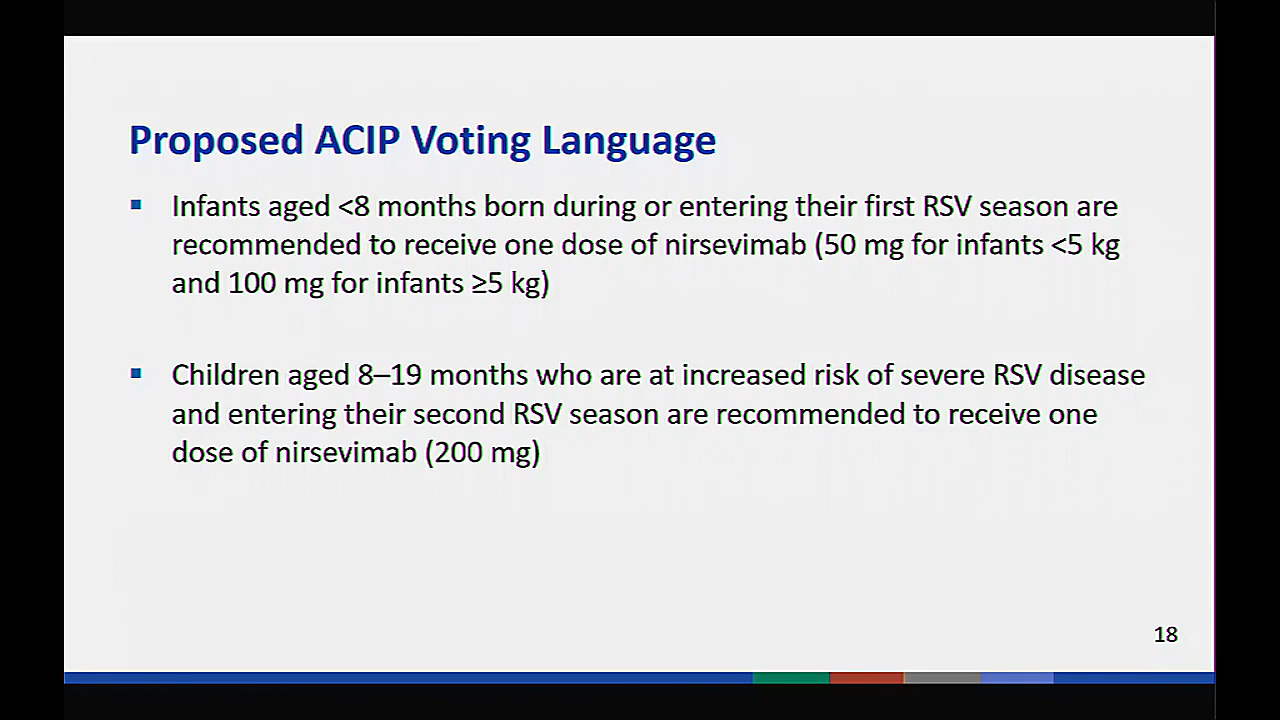 Proposed ACIP Voting Language
▪ Infants aged <8 months born during or entering their first RSV season are
recommended to receive one dose of nirsevimab (50 mg for infants <5 kg
and 100 mg for infants ≥5 kg)
▪ Children aged 8–19 months who are at increased risk of severe RSV disease
and entering their second RSV season are recommended to receive one
dose of nirsevimab (200 mg)
18